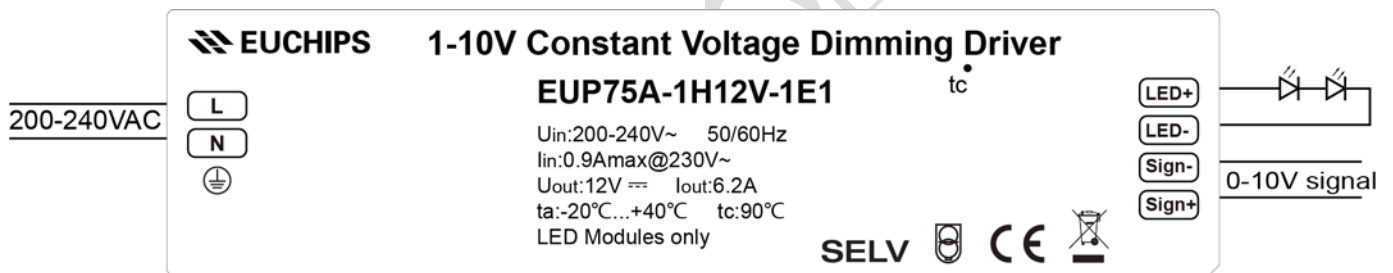 EUCHIPS 1-10V Constant Voltage Dimming Driver
EUP75A-1H12V-1E1
tc
200-240VAC
L
N
Uin:200-240V~ 50/60Hz
Iin:0.9Amax@230V~
Uout:12V ⎓ Iout:6.2A
ta:-20℃...+40℃ tc:90℃
LED Modules only
SELV
CE
LED+
LED-
Sign-
Sign+
0-10V signal